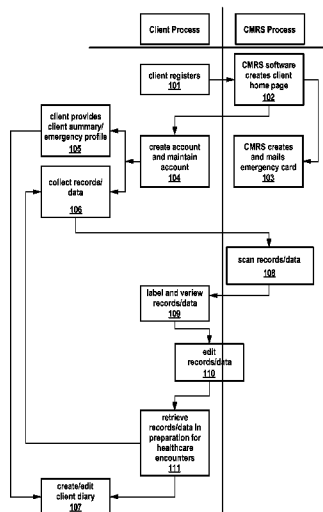 Client Process
CMRS Process
client registers
101
CMRS software
creates client
home page
102
client provides
client summary/
emergency profile
105
create account
and maintain
account
104
CMRS creates
and mails
emergency card
103
collect records/
data
106
scan records/data
108
label and veriew
records/data
109
edit
records/data
110
retrieve
records/data in
preparation for
healthcare
encounters
111
create/edit
client diary
107